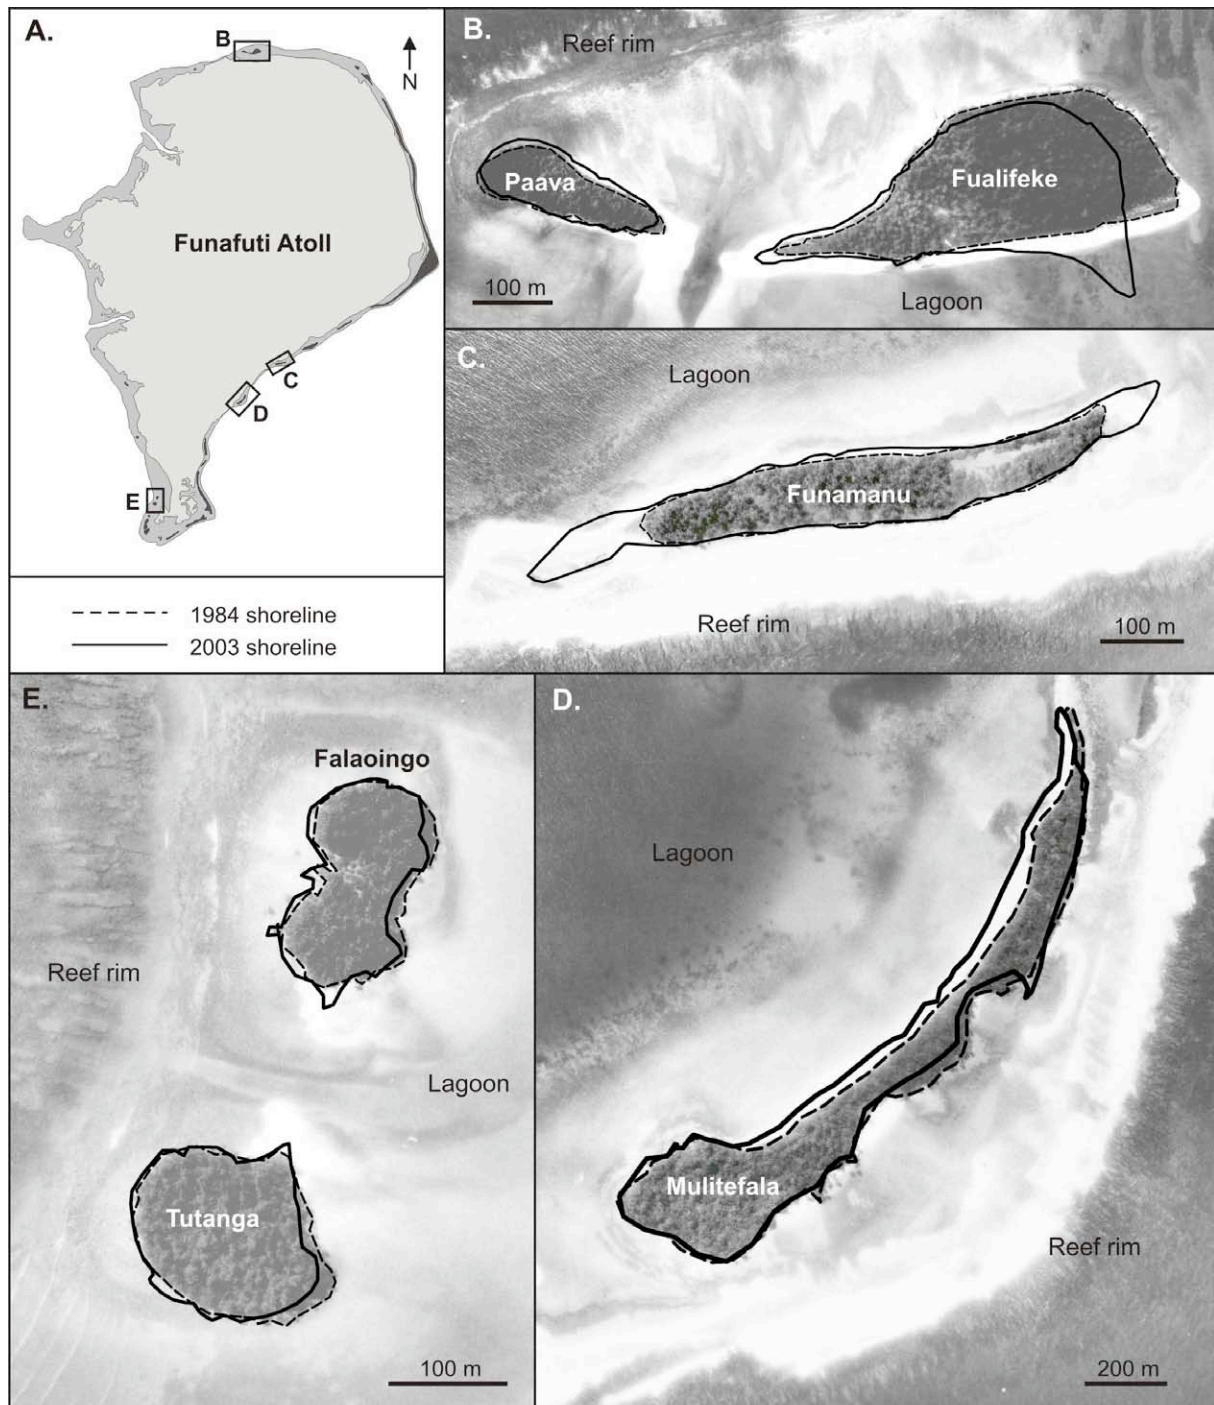 A.
B
N
Funafuti Atoll
C
D
E
1984 shoreline
2003 shoreline
B.
Reef rim
Paava
Fualifeke
100 m
Lagoon
C.
Lagoon
Funamanu
Reef rim
100 m
E.
Falaoingo
Reef rim
Lagoon
Tutanga
100 m
D.
Lagoon
Mulitefala
Reef rim
200 m